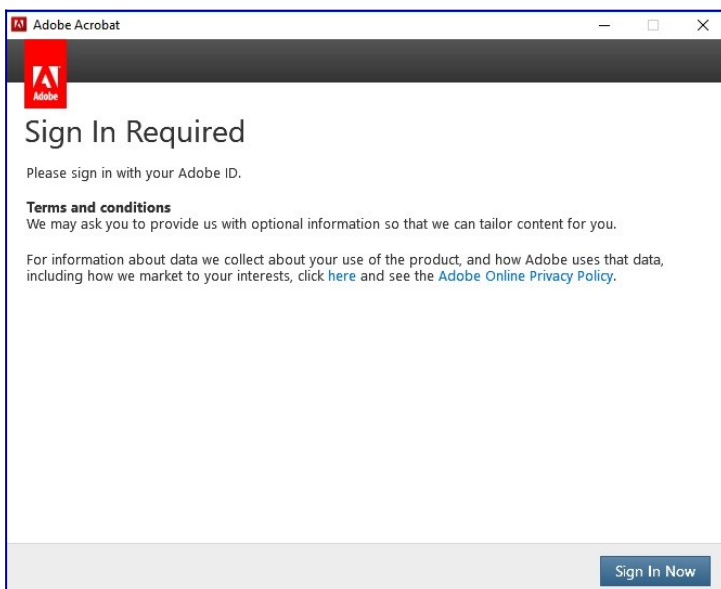 Adobe Acrobat
Adobe
Sign In Required
Please sign in with your Adobe ID.
Terms and conditions
We may ask you to provide us with optional information so that we can tailor content for you.
For information about data we collect about your use of the product, and how Adobe uses that data,
including how we market to your interests, click here and see the Adobe Online Privacy Policy.
Sign In Now